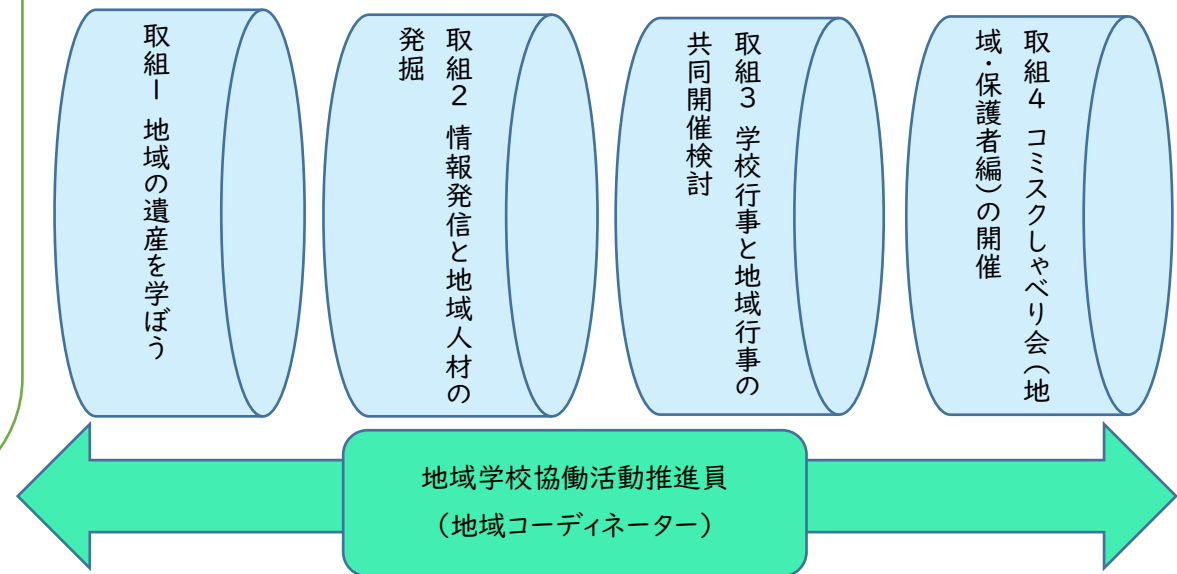 取組1 地域の遺産を学ぼう
取組2 情報発信と地域人材の
発掘
取組3 学校行事と地域行事の
共同開催検討
取組4 コミスクしゃべり会(地
域・保護者編)の開催
地域学校協働活動推進員
(地域コーディネーター)